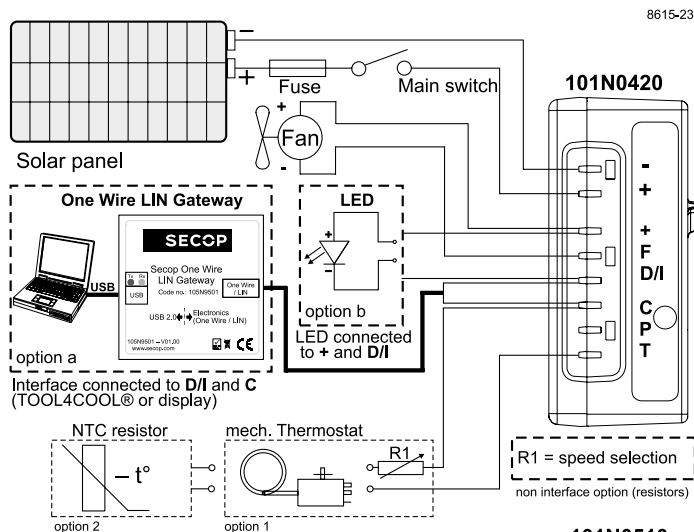 8615-23
−
+
Fuse
Main switch
101N0420
Solar panel
+
Fan
-
-
+
+
F
D/I
C
P
T
One Wire LIN Gateway
SECOP
Tx Rx
USB
Secop One Wire
LIN Gateway
Code no.: 105N9501
One Wire
/ LIN
USB
USB 2.0
Electronics
(One Wire / LIN)
105N9501 – V01.00
www.secop.com
CE
option a
LED
+
−
option b
LED connected
to + and D/I
Interface connected to D/I and C
(TOOL4COOL® or display)
NTC resistor
– t°
option 2
mech. Thermostat
R1
option 1
R1 = speed selection
non interface option (resistors)